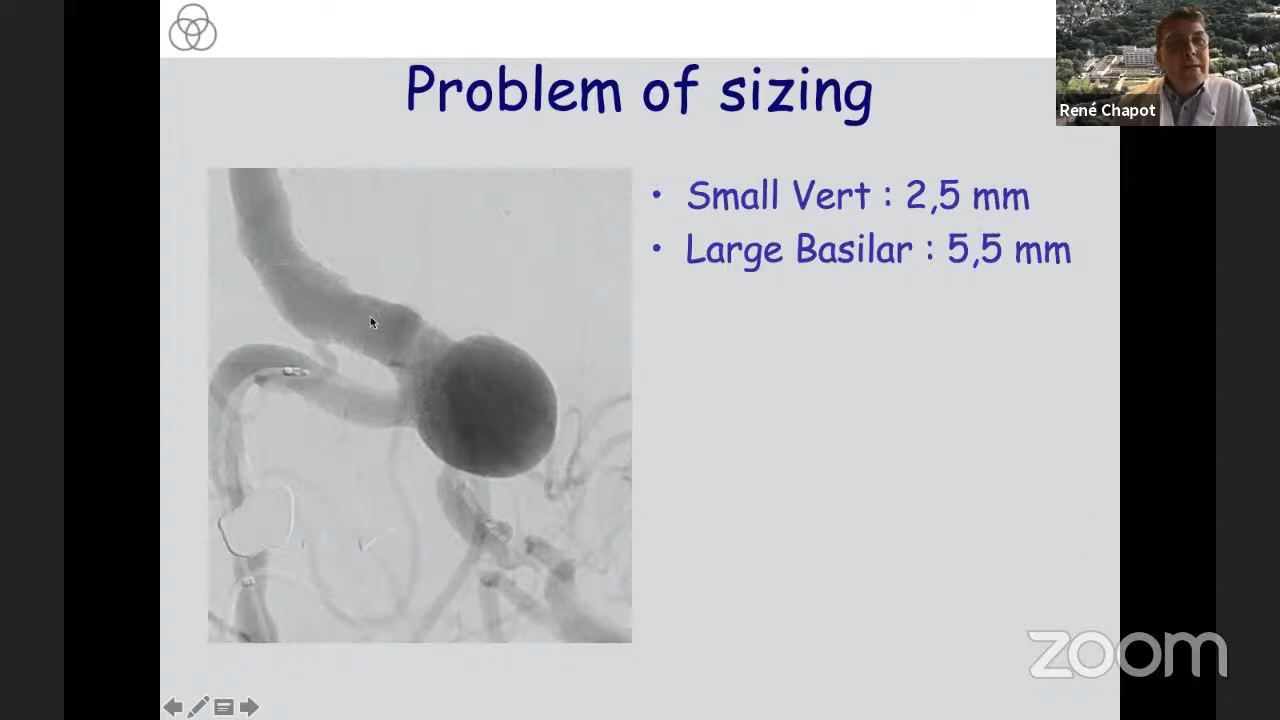 Problem of sizing
René Chapot
• Small Vert : 2,5 mm
• Large Basilar : 5,5 mm
zoom